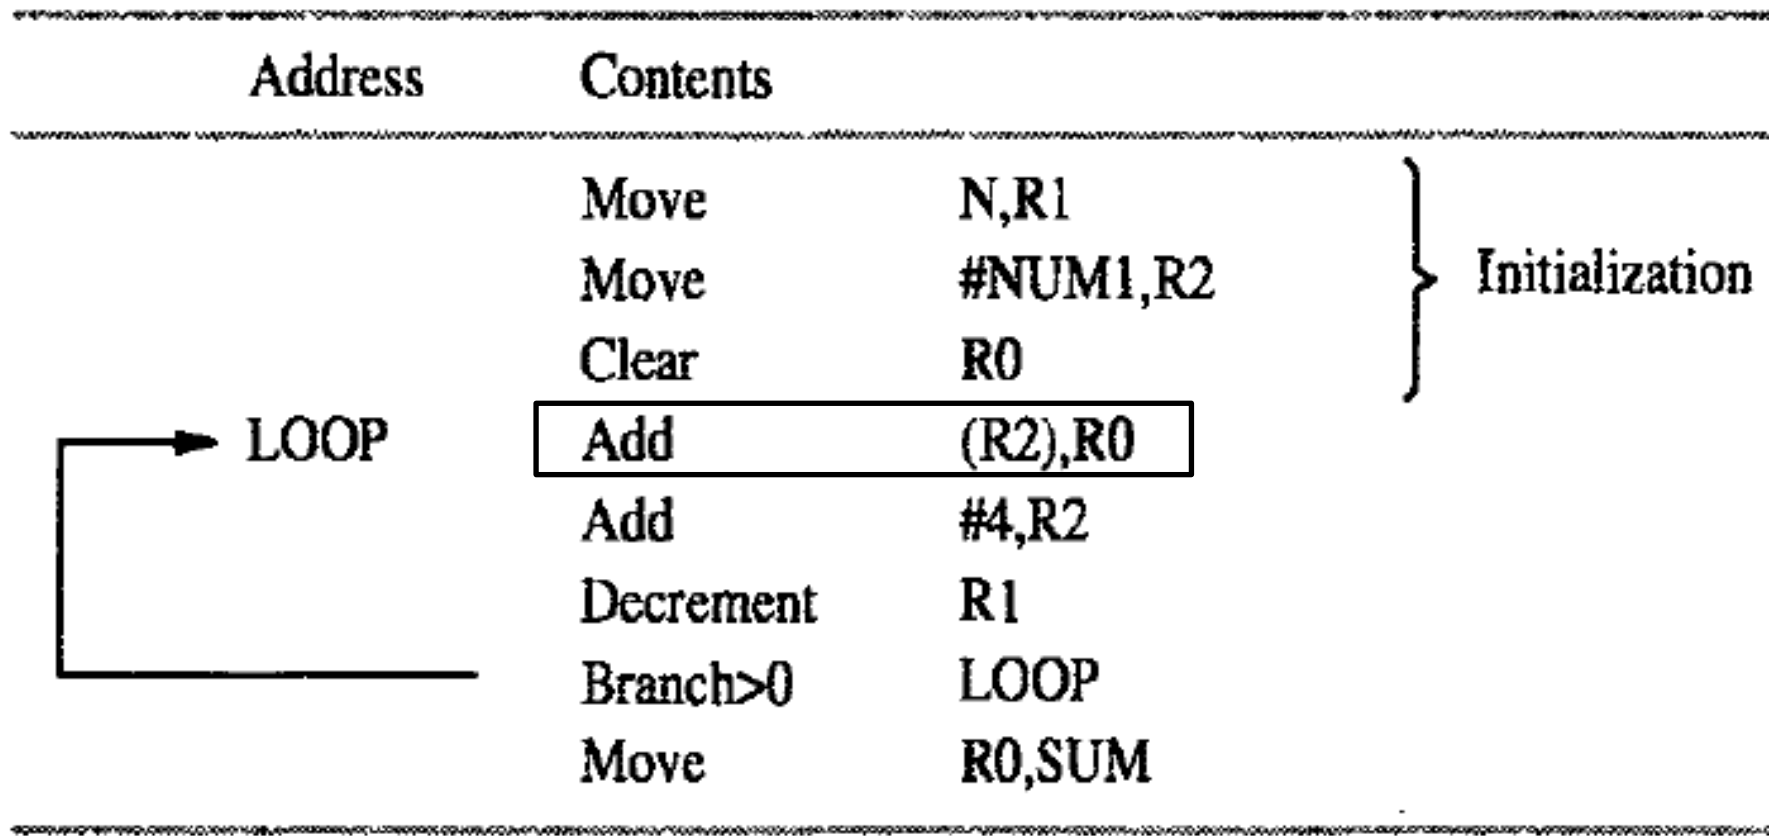 Address Contents
Move N,R1
Move #NUM1,R2
Initialization
Clear R0
LOOP Add (R2),R0
Add #4,R2
Decrement R1
Branch>0 LOOP
Move R0,SUM